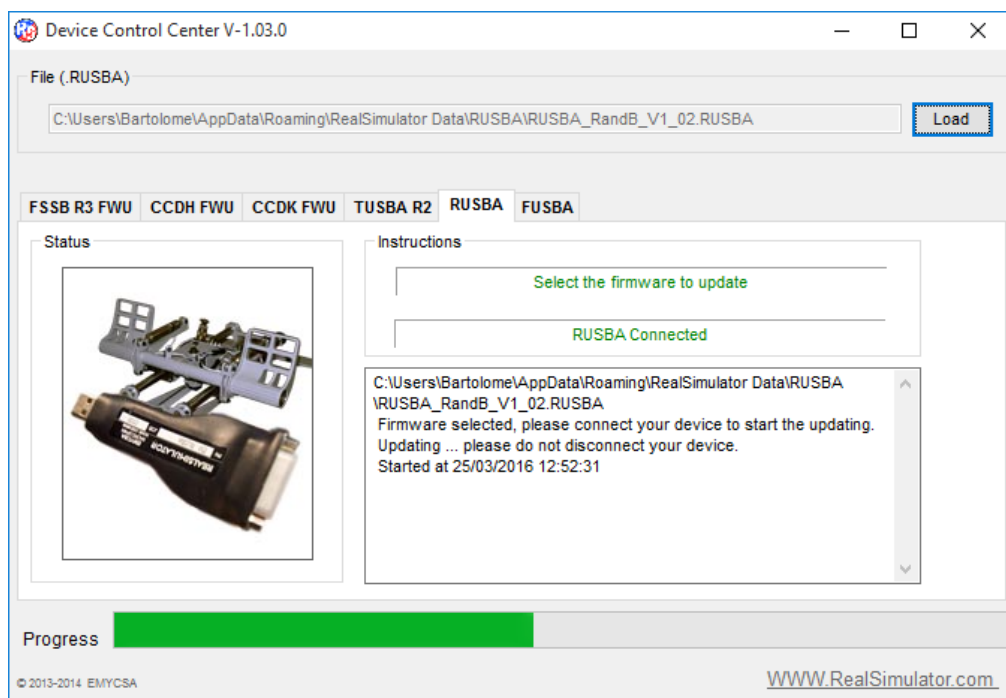 Device Control Center V-1.03.0
File (.RUSBA)
C:\Users\Bartolome\AppData\Roaming\RealSimulator Data\RUSBA\RUSBA_RandB_V1_02.RUSBA
Load
FSSB R3 FWU CCDH FWU CCDK FWU TUSBA R2 RUSBA FUSBA
Status
Instructions
Select the firmware to update
RUSBA Connected
REALSIMULATOR
C:\Users\Bartolome\AppData\Roaming\RealSimulator Data\RUSBA
\RUSBA_RandB_V1_02.RUSBA
Firmware selected, please connect your device to start the updating.
Updating ... please do not disconnect your device.
Started at 25/03/2016 12:52:31
Progress
© 2013-2014 EMYCSA
WWW.RealSimulator.com